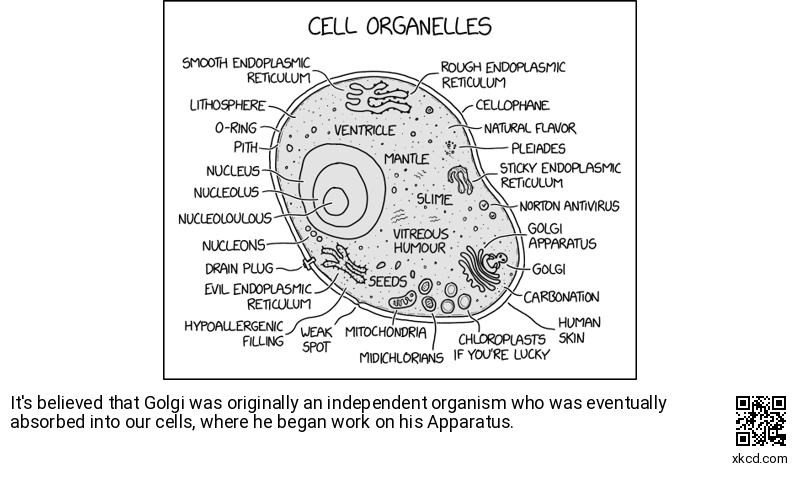 CELL ORGANELLES
SMOOTH ENDOPLASMIC
RETICULUM
ROUGH ENDOPLASMIC
RETICULUM
LITHOSPHERE
CELLOPHANE
O-RING
VENTRICLE
NATURAL FLAVOR
PITH
MANTLE
PLEIADES
NUCLEUS
STICKY ENDOPLASMIC
RETICULUM
NUCLEOLUS
SLIME
NORTON ANTIVIRUS
NUCLEOLOULOUS
VITREOUS
HUMOUR
GOLGI
APPARATUS
NUCLEONS
DRAIN PLUG
SEEDS
GOLGI
EVIL ENDOPLASMIC
RETICULUM
CARBONATION
HYPOALLERGENIC
FILLING
WEAK
SPOT
MITOCHONDRIA
MIDICHLORIANS
CHLOROPLASTS
IF YOU'RE LUCKY
HUMAN
SKIN
It's believed that Golgi was originally an independent organism who was eventually
absorbed into our cells, where he began work on his Apparatus.
xkcd.com